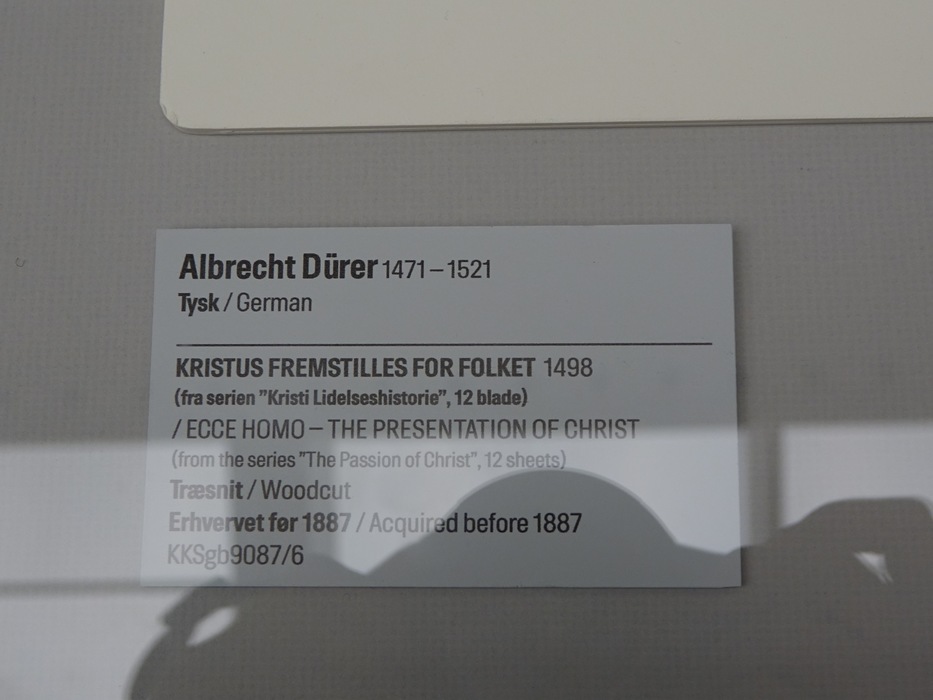 Albrecht Dürer 1471–1521
Tysk / German
KRISTUS FREMSTILLES FOR FOLKET 1498
(fra serien ”Kristi Lidelseshistorie”, 12 blade)
/ ECCE HOMO – THE PRESENTATION OF CHRIST
(from the series ”The Passion of Christ”, 12 sheets)
Træsnit / Woodcut
Erhvervet før 1887 / Acquired before 1887
KKSgb9087/6